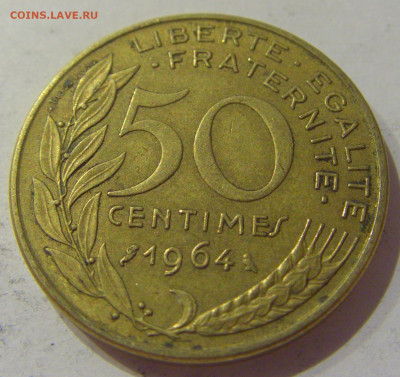 COINS.LAVE.RU
LIBERTE · EGALITE
· FRATERNITE ·
50
CENTIMES
1964